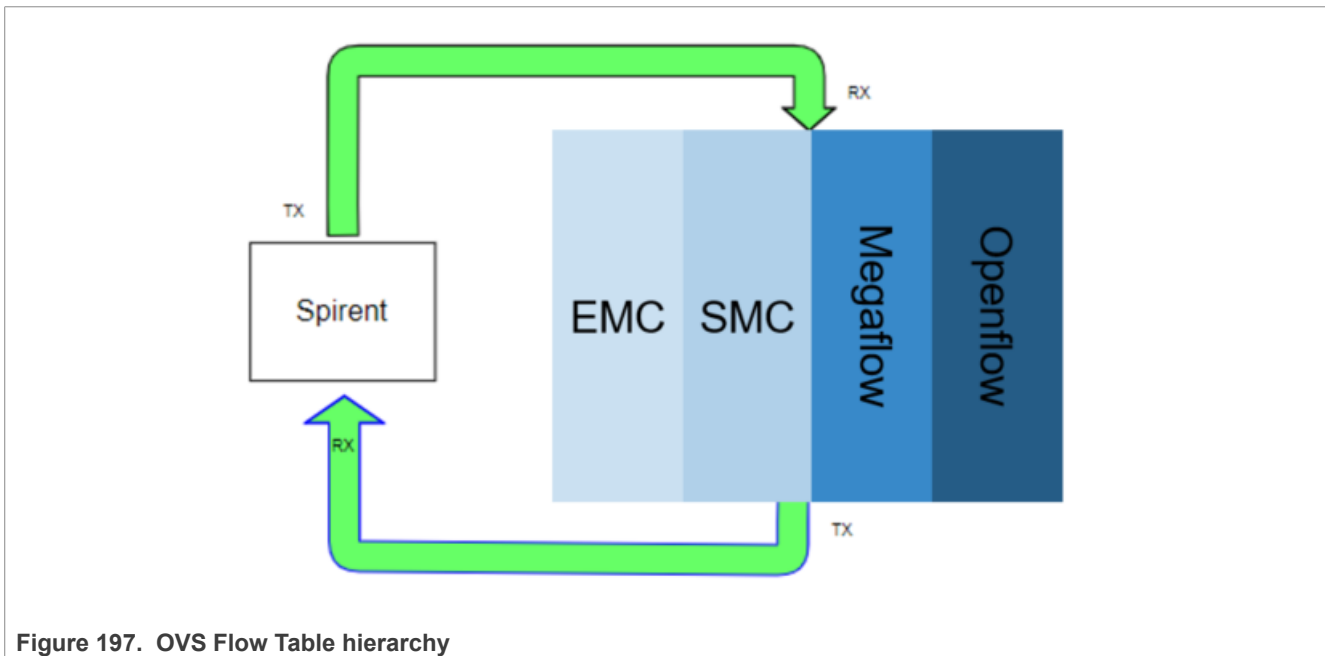 RX
TX
Spirent
EMC
SMC
Megaflow
Openflow
RX
TX
Figure 197. OVS Flow Table hierarchy